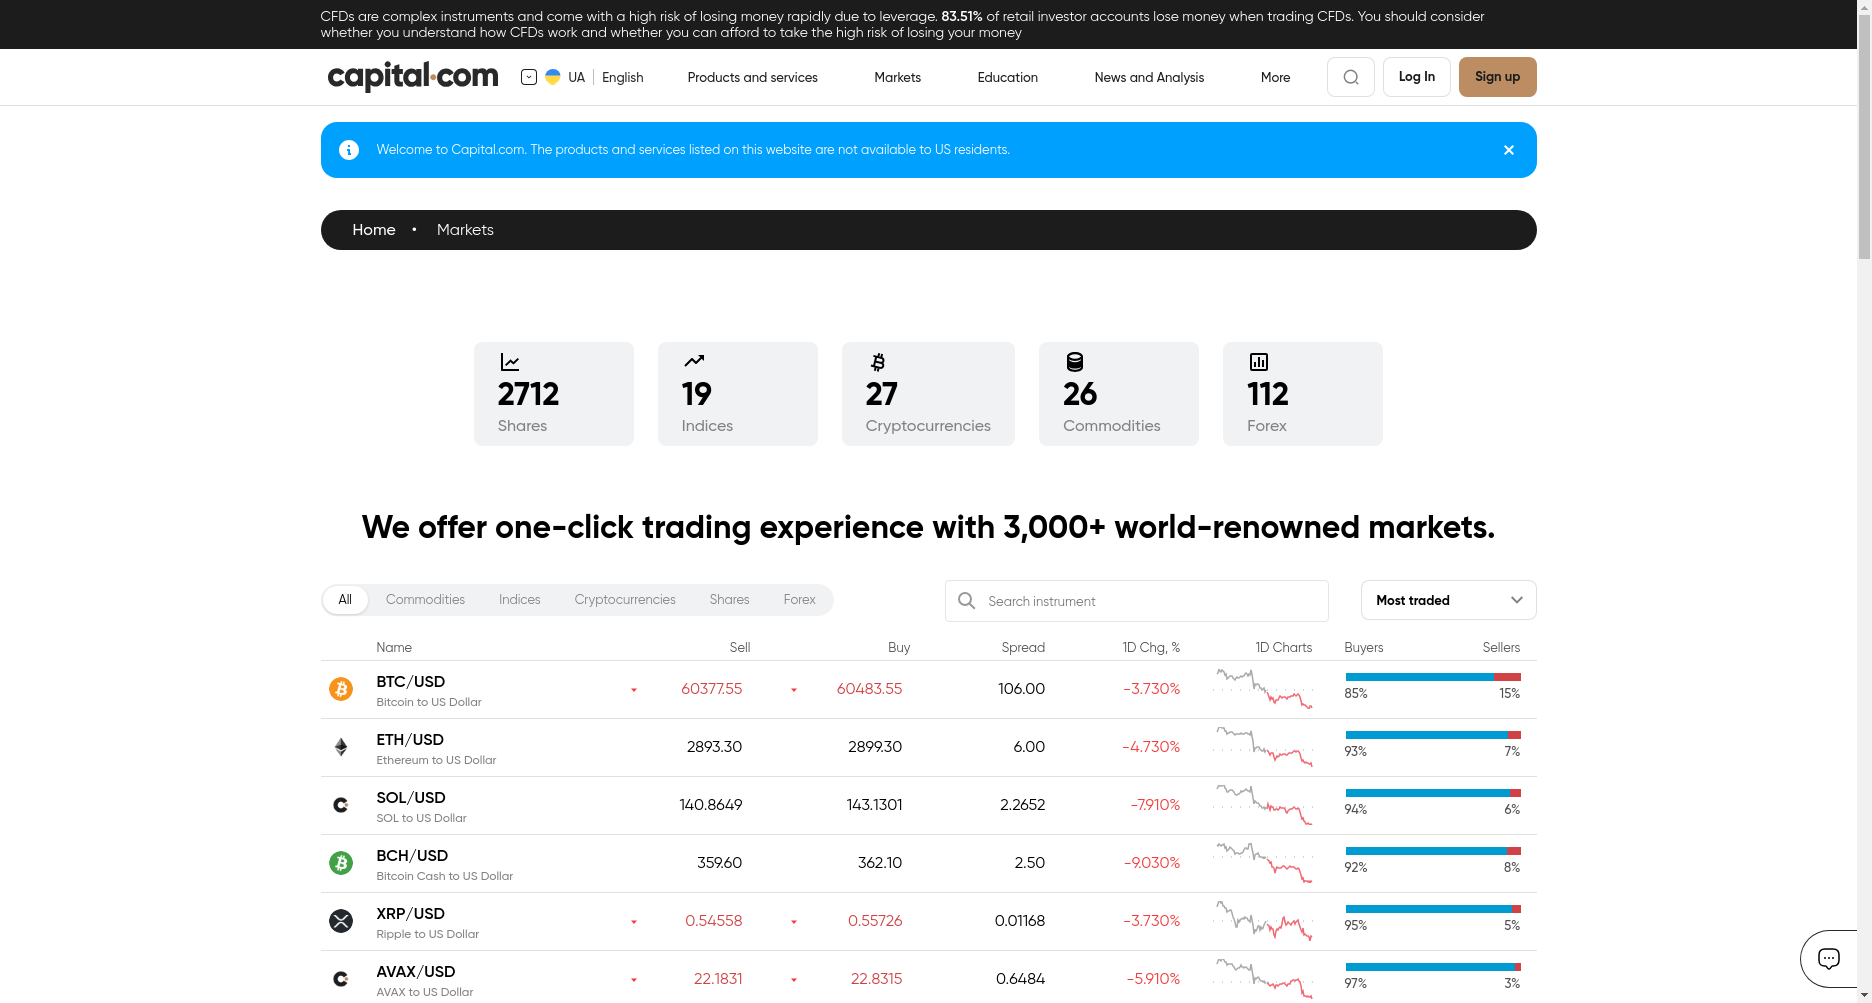 CFDs are complex instruments and come with a high risk of losing money rapidly due to leverage. 83.51% of retail investor accounts lose money when trading CFDs. You should consider
whether you understand how CFDs work and whether you can afford to take the high risk of losing your money
capital.com UA English Products and services Markets Education News and Analysis More Log In Sign up
Welcome to Capital.com. The products and services listed on this website are not available to US residents.
Home • Markets
2712 19 27 26 112
Shares Indices Cryptocurrencies Commodities Forex
We offer one-click trading experience with 3,000+ world-renowned markets.
All Commodities Indices Cryptocurrencies Shares Forex Search instrument Most traded
Name Sell Buy Spread 1D Chg, % 1D Charts Buyers Sellers
BTC/USD 60377.55 60483.55 106.00 -3.730% 85% 15%
Bitcoin to US Dollar
ETH/USD 2893.30 2899.30 6.00 -4.730% 93% 7%
Ethereum to US Dollar
SOL/USD 140.8649 143.1301 2.2652 -7.910% 94% 6%
SOL to US Dollar
BCH/USD 359.60 362.10 2.50 -9.030% 92% 8%
Bitcoin Cash to US Dollar
XRP/USD 0.54558 0.55726 0.01168 -3.730% 95% 5%
Ripple to US Dollar
AVAX/USD 22.1831 22.8315 0.6484 -5.910% 97% 3%
AVAX to US Dollar